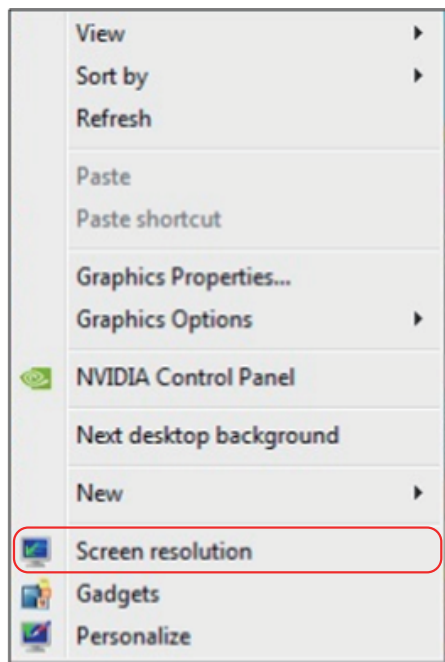 View
Sort by
Refresh
Paste
Paste shortcut
Graphics Properties...
Graphics Options
NVIDIA Control Panel
Next desktop background
New
Screen resolution
Gadgets
Personalize